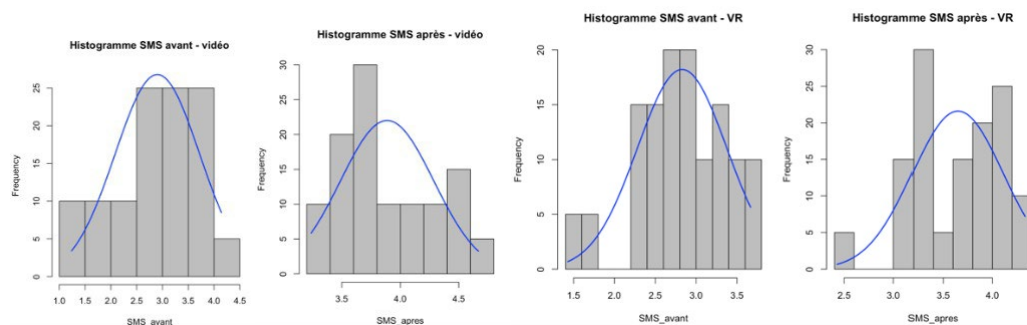 Histogramme SMS avant - vidéo
Frequency
25
20
15
10
5
0
1.0 1.5 2.0 2.5 3.0 3.5 4.0 4.5
SMS_avant
Histogramme SMS après - vidéo
Frequency
30
25
20
15
10
5
0
3.5 4.0 4.5
SMS_apres
Histogramme SMS avant - VR
Frequency
20
15
10
5
0
1.5 2.0 2.5 3.0 3.5
SMS_avant
Histogramme SMS après - VR
Frequency
30
25
20
15
10
5
0
2.5 3.0 3.5 4.0
SMS_apres